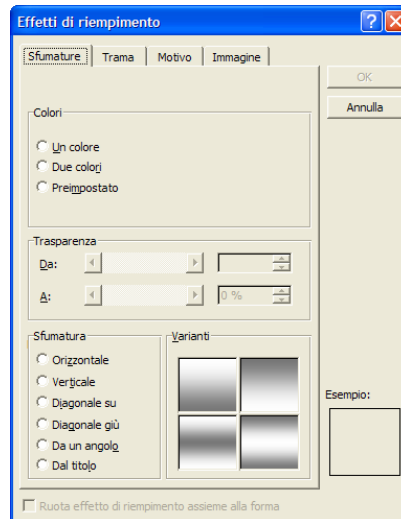 Effetti di riempimento
Sfumature Trama Motivo Immagine
OK
Annulla
Colori
Un colore
Due colori
Preimpostato
Trasparenza
Da:
A: 0 %
Sfumatura
Orizzontale
Verticale
Diagonale su
Diagonale giù
Da un angolo
Dal titolo
Varianti
Esempio:
Ruota effetto di riempimento assieme alla forma